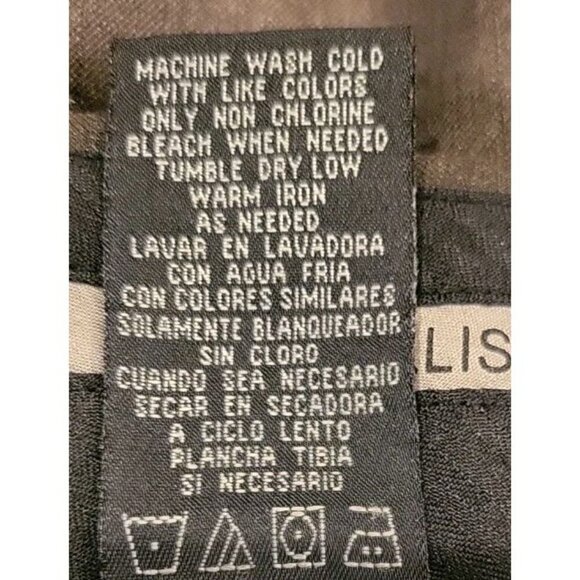 MACHINE WASH COLD
WITH LIKE COLORS
ONLY NON CHLORINE
BLEACH WHEN NEEDED
TUMBLE DRY LOW
WARM IRON
AS NEEDED
LAVAR EN LAVADORA
CON AGUA FRIA
CON COLORES SIMILARES
SOLAMENTE BLANQUEADOR
SIN CLORO
CUANDO SEA NECESARIO
SECAR EN SECADORA
A CICLO LENTO
PLANCHA TIBIA
SI NECESARIO
LIS